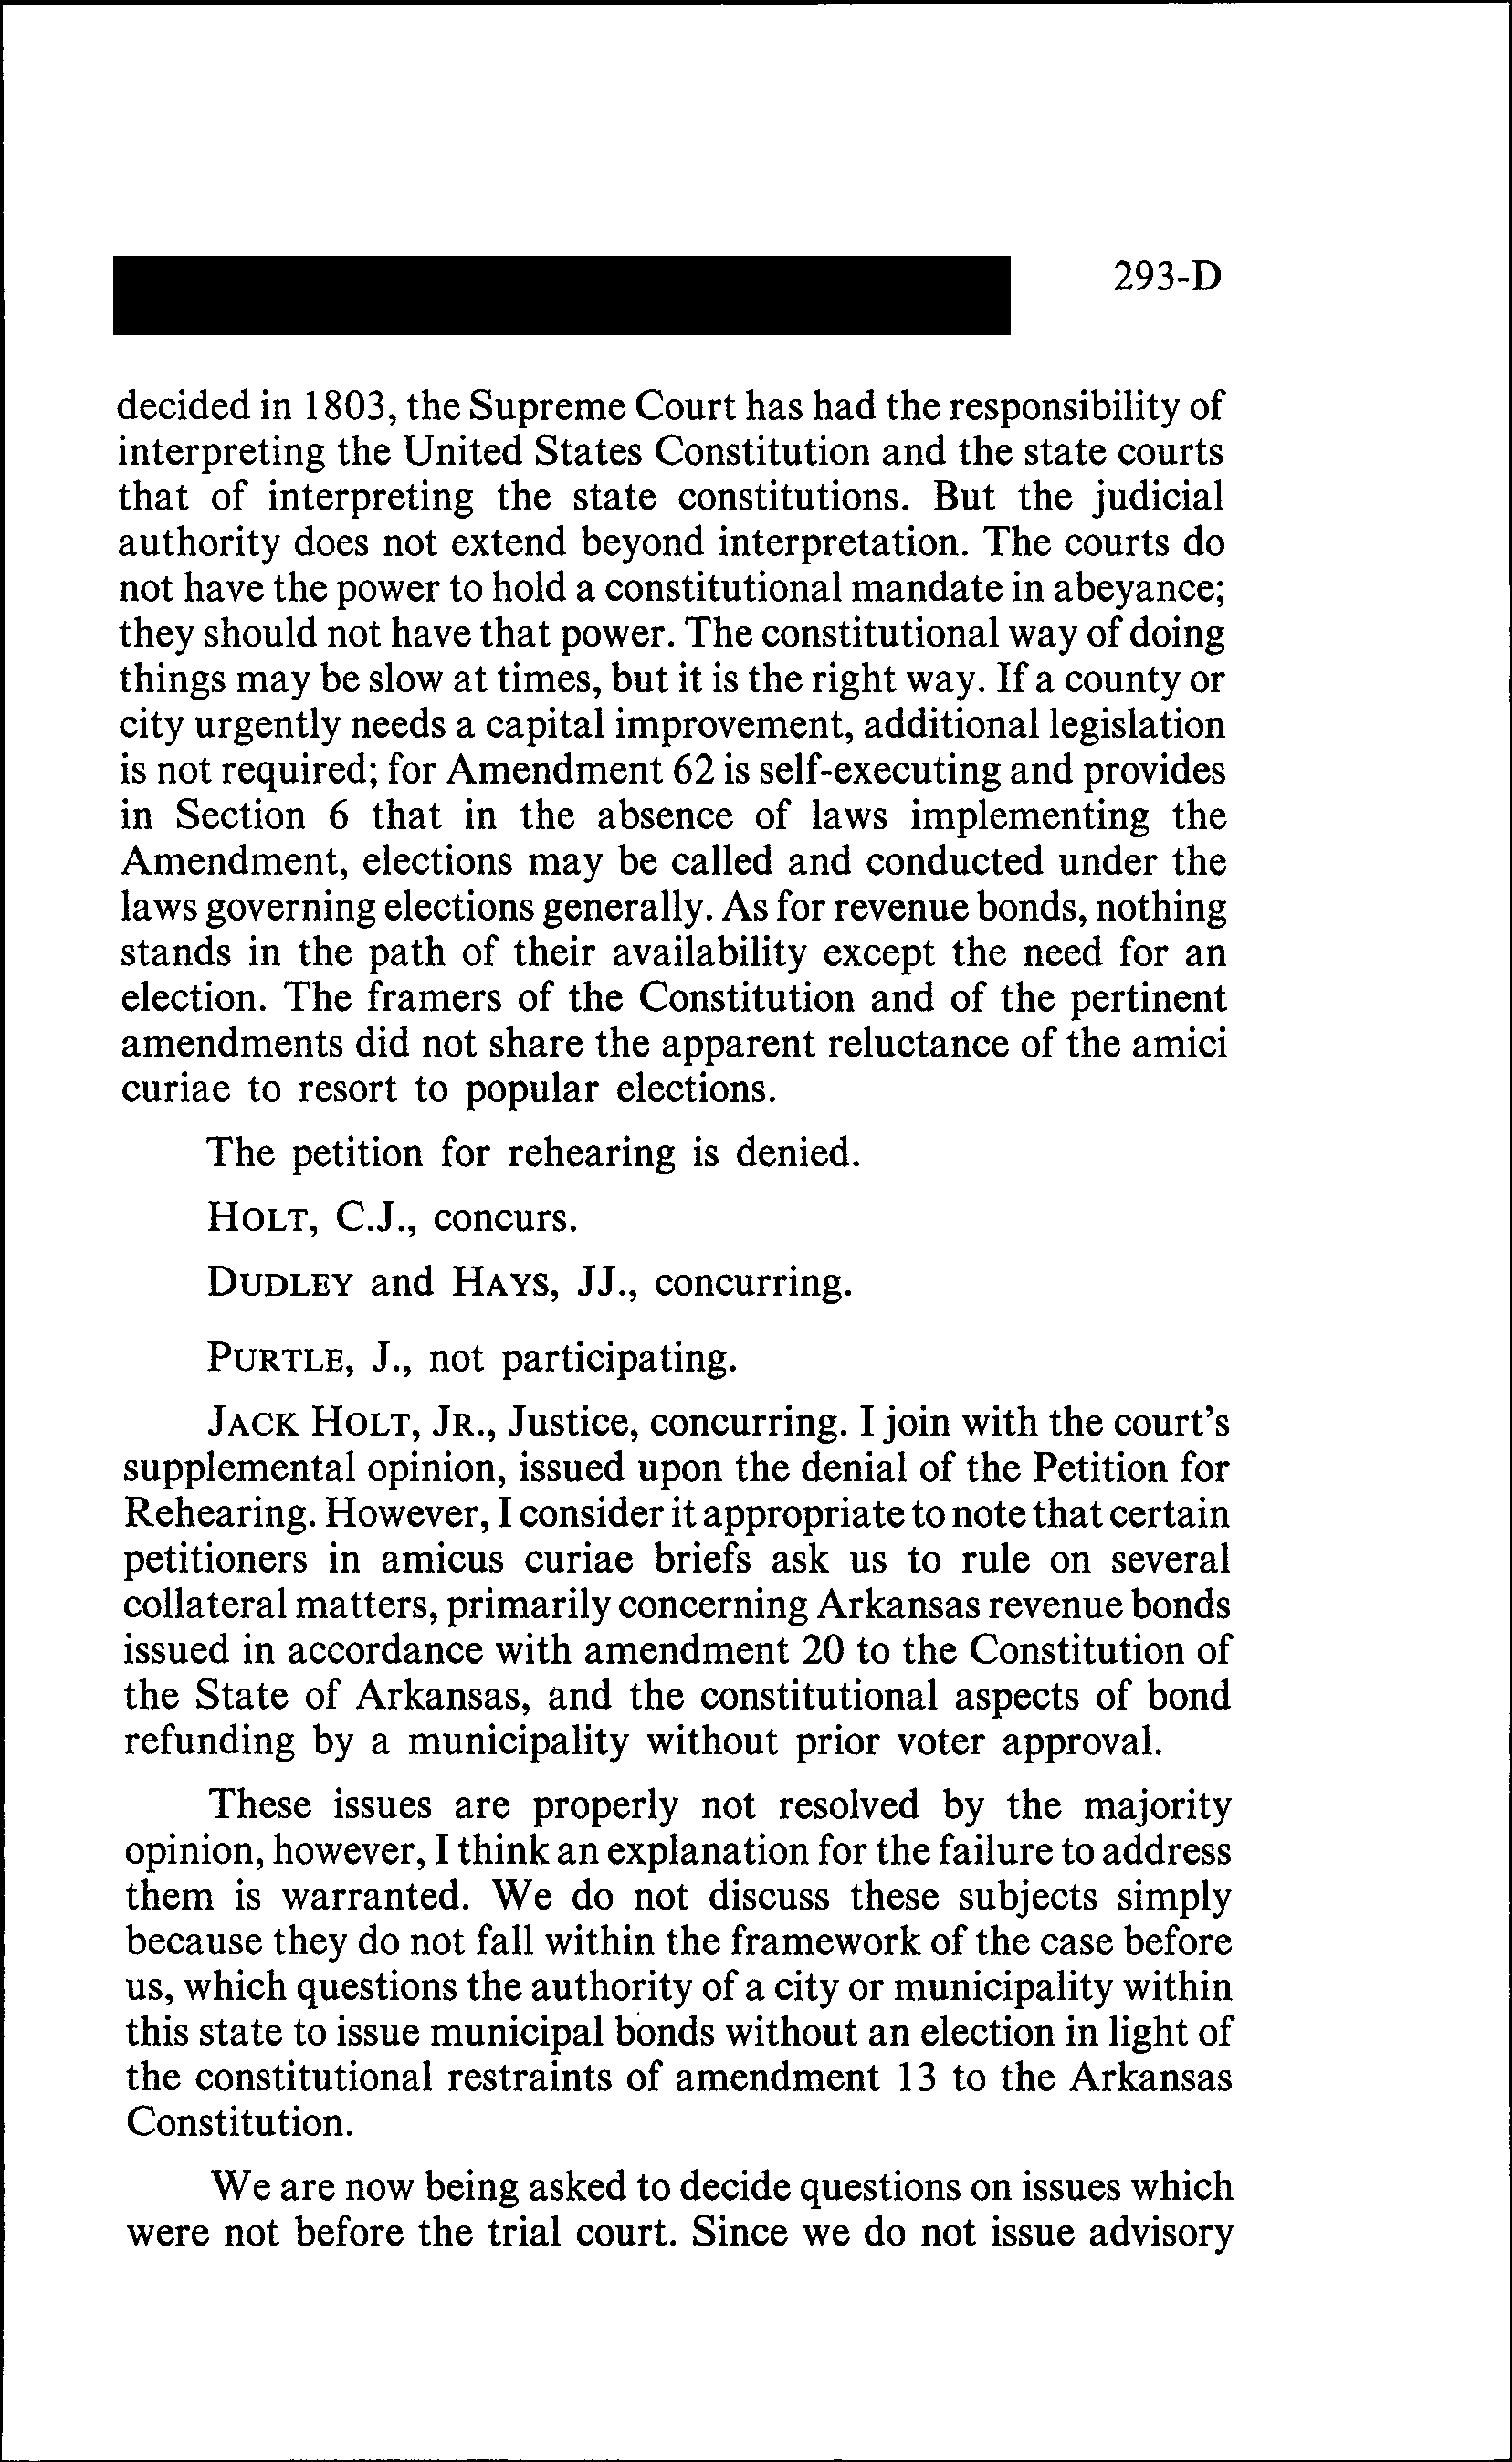 293-D
decided in 1803, the Supreme Court has had the responsibility of
interpreting the United States Constitution and the state courts
that of interpreting the state constitutions. But the judicial
authority does not extend beyond interpretation. The courts do
not have the power to hold a constitutional mandate in abeyance;
they should not have that power. The constitutional way of doing
things may be slow at times, but it is the right way. If a county or
city urgently needs a capital improvement, additional legislation
is not required; for Amendment 62 is self-executing and provides
in Section 6 that in the absence of laws implementing the
Amendment, elections may be called and conducted under the
laws governing elections generally. As for revenue bonds, nothing
stands in the path of their availability except the need for an
election. The framers of the Constitution and of the pertinent
amendments did not share the apparent reluctance of the amici
curiae to resort to popular elections.
The petition for rehearing is denied.
HOLT, C.J., concurs.
DUDLEY and HAYS, JJ., concurring.
PURTLE, J., not participating.
JACK HOLT, JR., Justice, concurring. I join with the court's
supplemental opinion, issued upon the denial of the Petition for
Rehearing. However, I consider it appropriate to note that certain
petitioners in amicus curiae briefs ask us to rule on several
collateral matters, primarily concerning Arkansas revenue bonds
issued in accordance with amendment 20 to the Constitution of
the State of Arkansas, and the constitutional aspects of bond
refunding by a municipality without prior voter approval.
These issues are properly not resolved by the majority
opinion, however, I think an explanation for the failure to address
them is warranted. We do not discuss these subjects simply
because they do not fall within the framework of the case before
us, which questions the authority of a city or municipality within
this state to issue municipal bonds without an election in light of
the constitutional restraints of amendment 13 to the Arkansas
Constitution.
We are now being asked to decide questions on issues which
were not before the trial court. Since we do not issue advisory